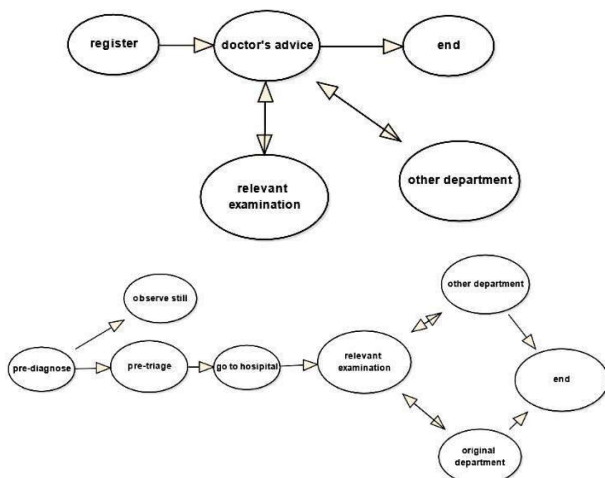 register
doctor's advice
end
relevant
examination
other department
observe still
other department
pre-diagnose
pre-triage
go to hosipital
relevant
examination
end
original
department